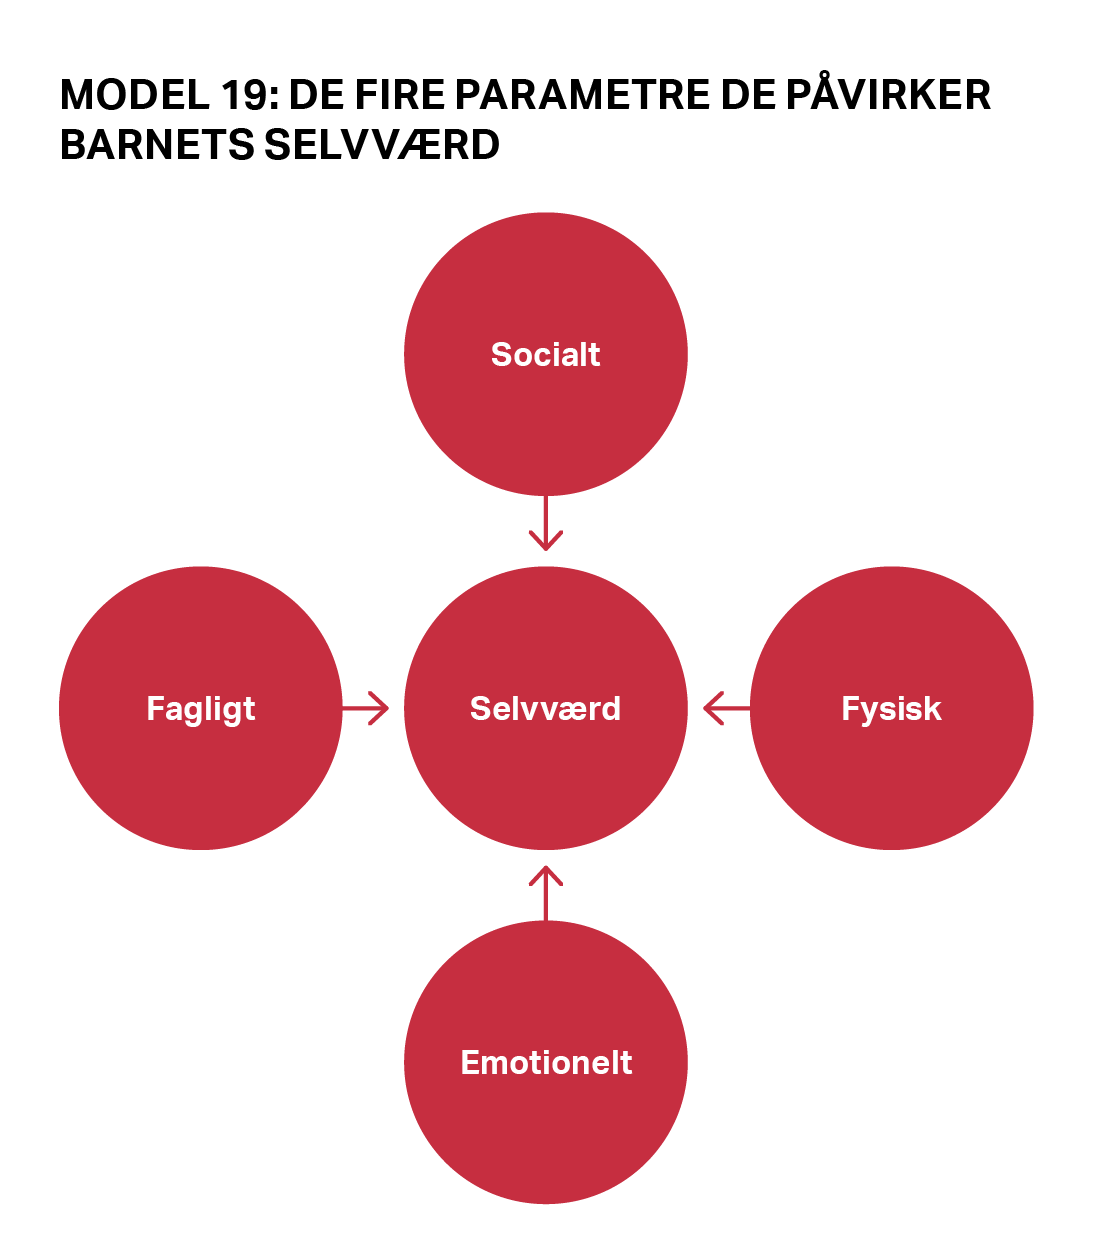 MODEL 19: DE FIRE PARAMETRE DE PÅVIRKER
BARNETS SELVVÆRD
Socialt
Fagligt
Selvværd
Fysisk
Emotionelt